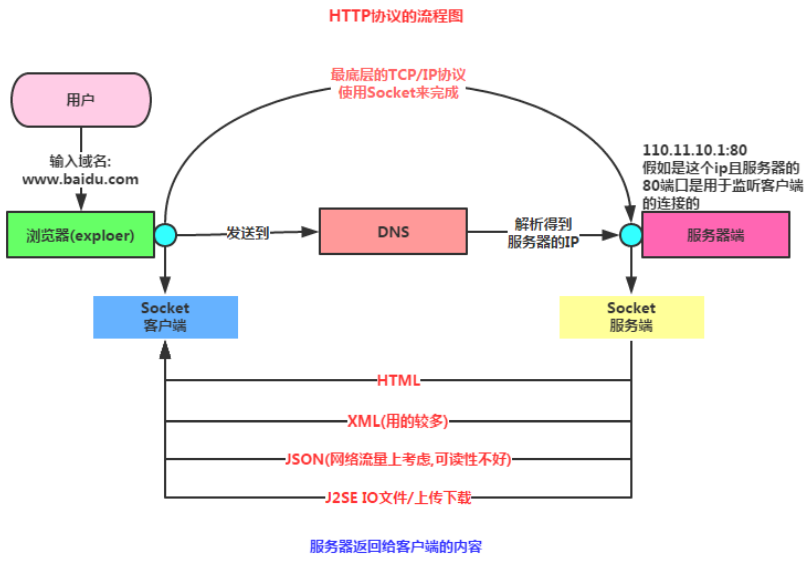 HTTP协议的流程图
最底层的TCP/IP协议
使用Socket来完成
用户
输入域名:
www.baidu.com
110.11.10.1:80
假如是这个ip且服务器的
80端口是用于监听客户端
的连接的
浏览器(exploer)
发送到
DNS
解析得到
服务器的IP
服务器端
Socket
客户端
Socket
服务端
HTML
XML(用的较多)
JSON(网络流量上考虑,可读性不好)
J2SE IO文件/上传下载
服务器返回给客户端的内容